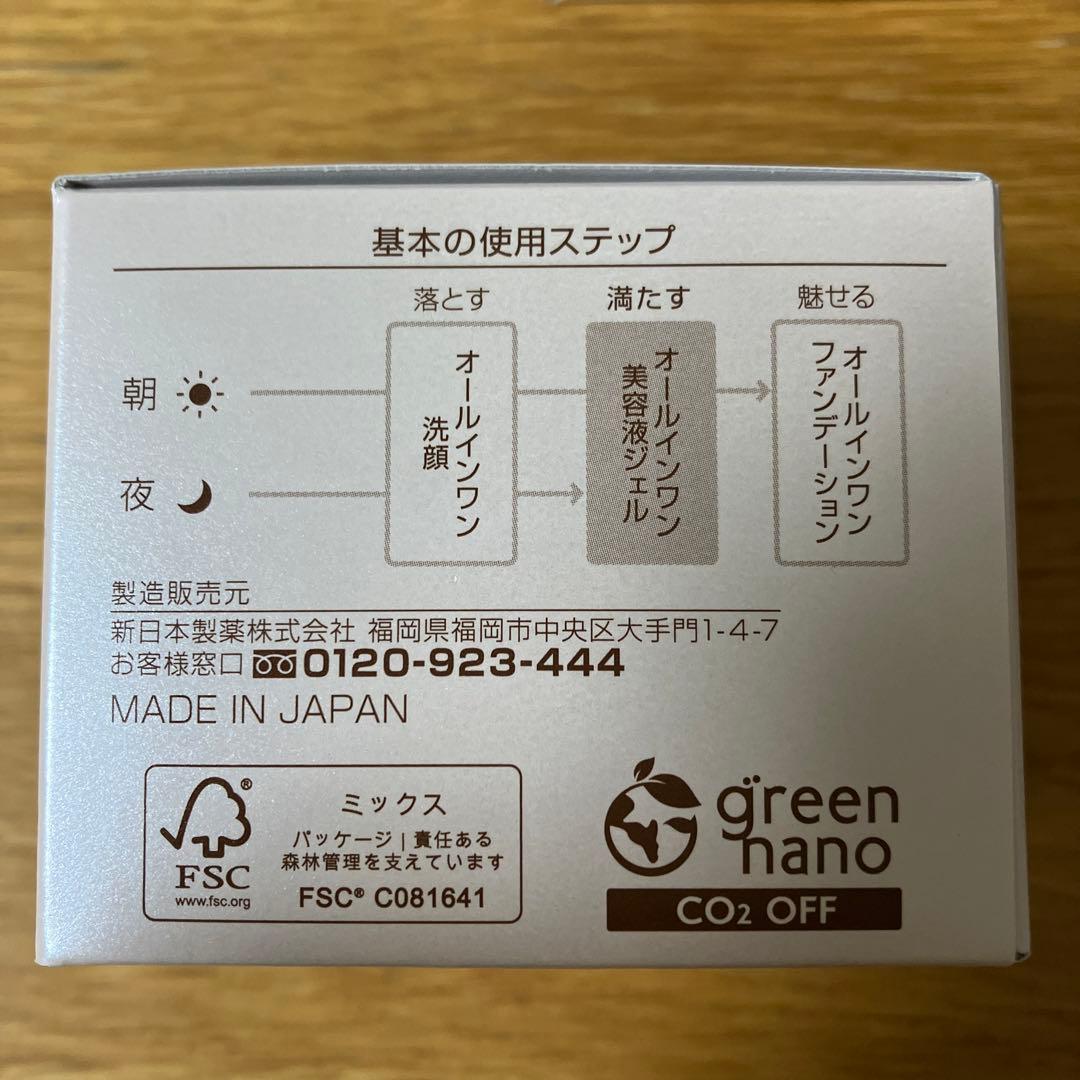 基本の使用ステップ
落とす
満たす
魅せる
朝
夜
オールインワン
洗顔
オールインワン
美容液ジェル
オールインワン
ファンデーション
製造販売元
新日本製薬株式会社 福岡県福岡市中央区大手門1-4-7
お客様窓口 0120-923-444
MADE IN JAPAN
®
FSC
www.fsc.org
ミックス
パッケージ|責任ある
森林管理を支えています
FSC® C081641
green
nano
CO2 OFF